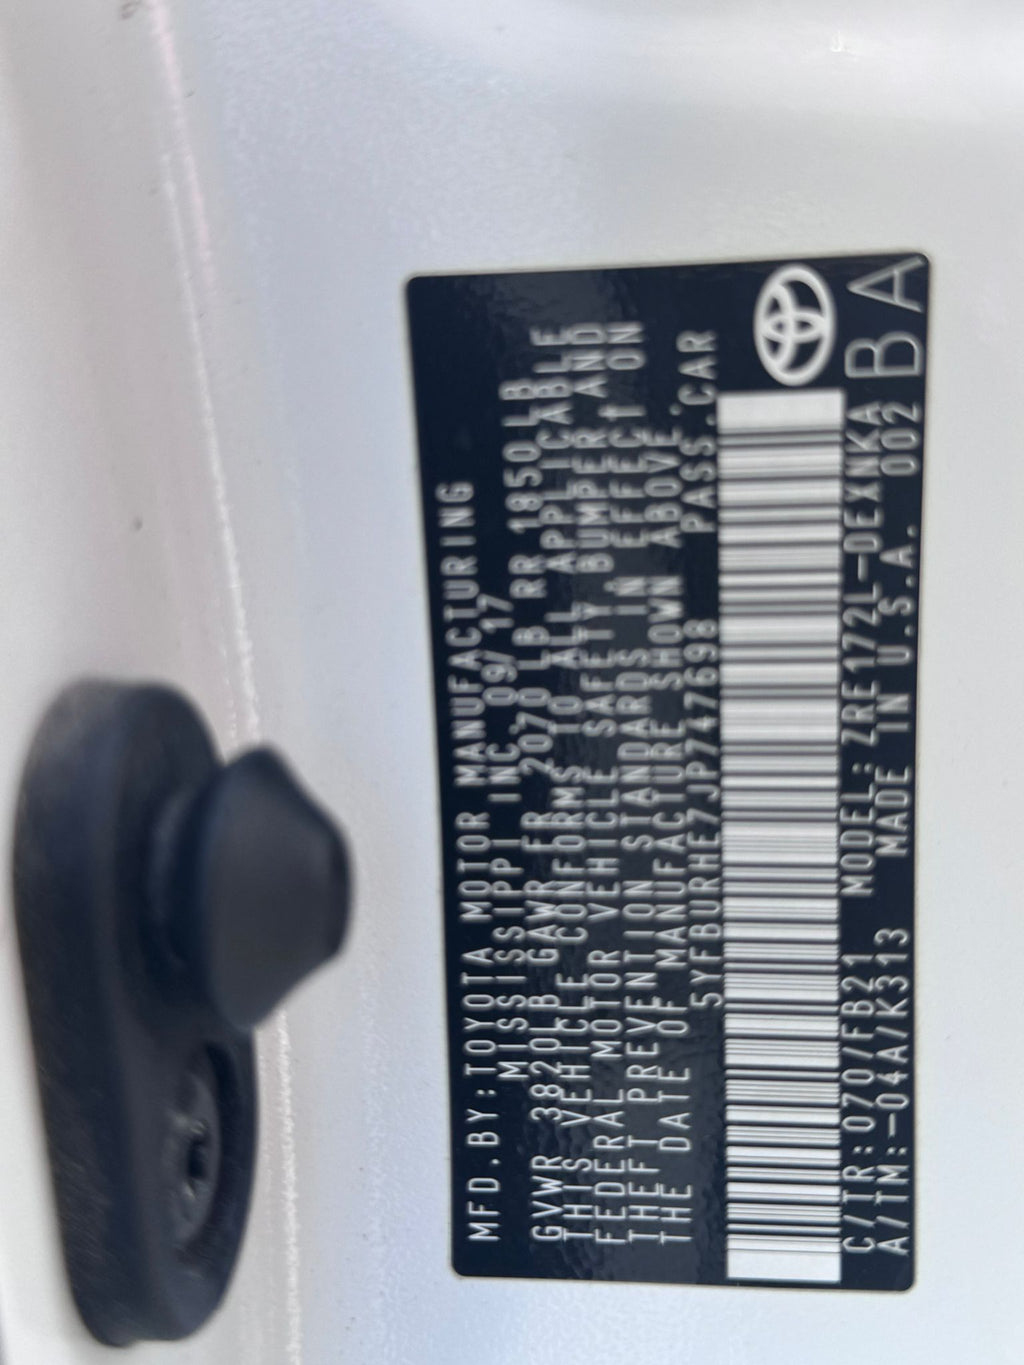 MFD.BY:TOYOTA MOTOR MANUFACTURING
MISSISSIPPI INC. 09/17
GVWR 3820LB GAWR FR 2070LB RR 1850LB
THIS VEHICLE CONFORMS TO ALL APPLICABLE
FEDERAL MOTOR VEHICLE SAFETY, BUMPER AND
THEFT PREVENTION STANDARDS IN EFFECT ON
THE DATE OF MANUFACTURE SHOWN ABOVE.
5YFBURHE7JP747698 PASS.CAR
C/TR:070/FB21 MODEL:ZRE172L-DEXNKA
A/TM:-04A/K313 MADE IN U.S.A. 002
BA